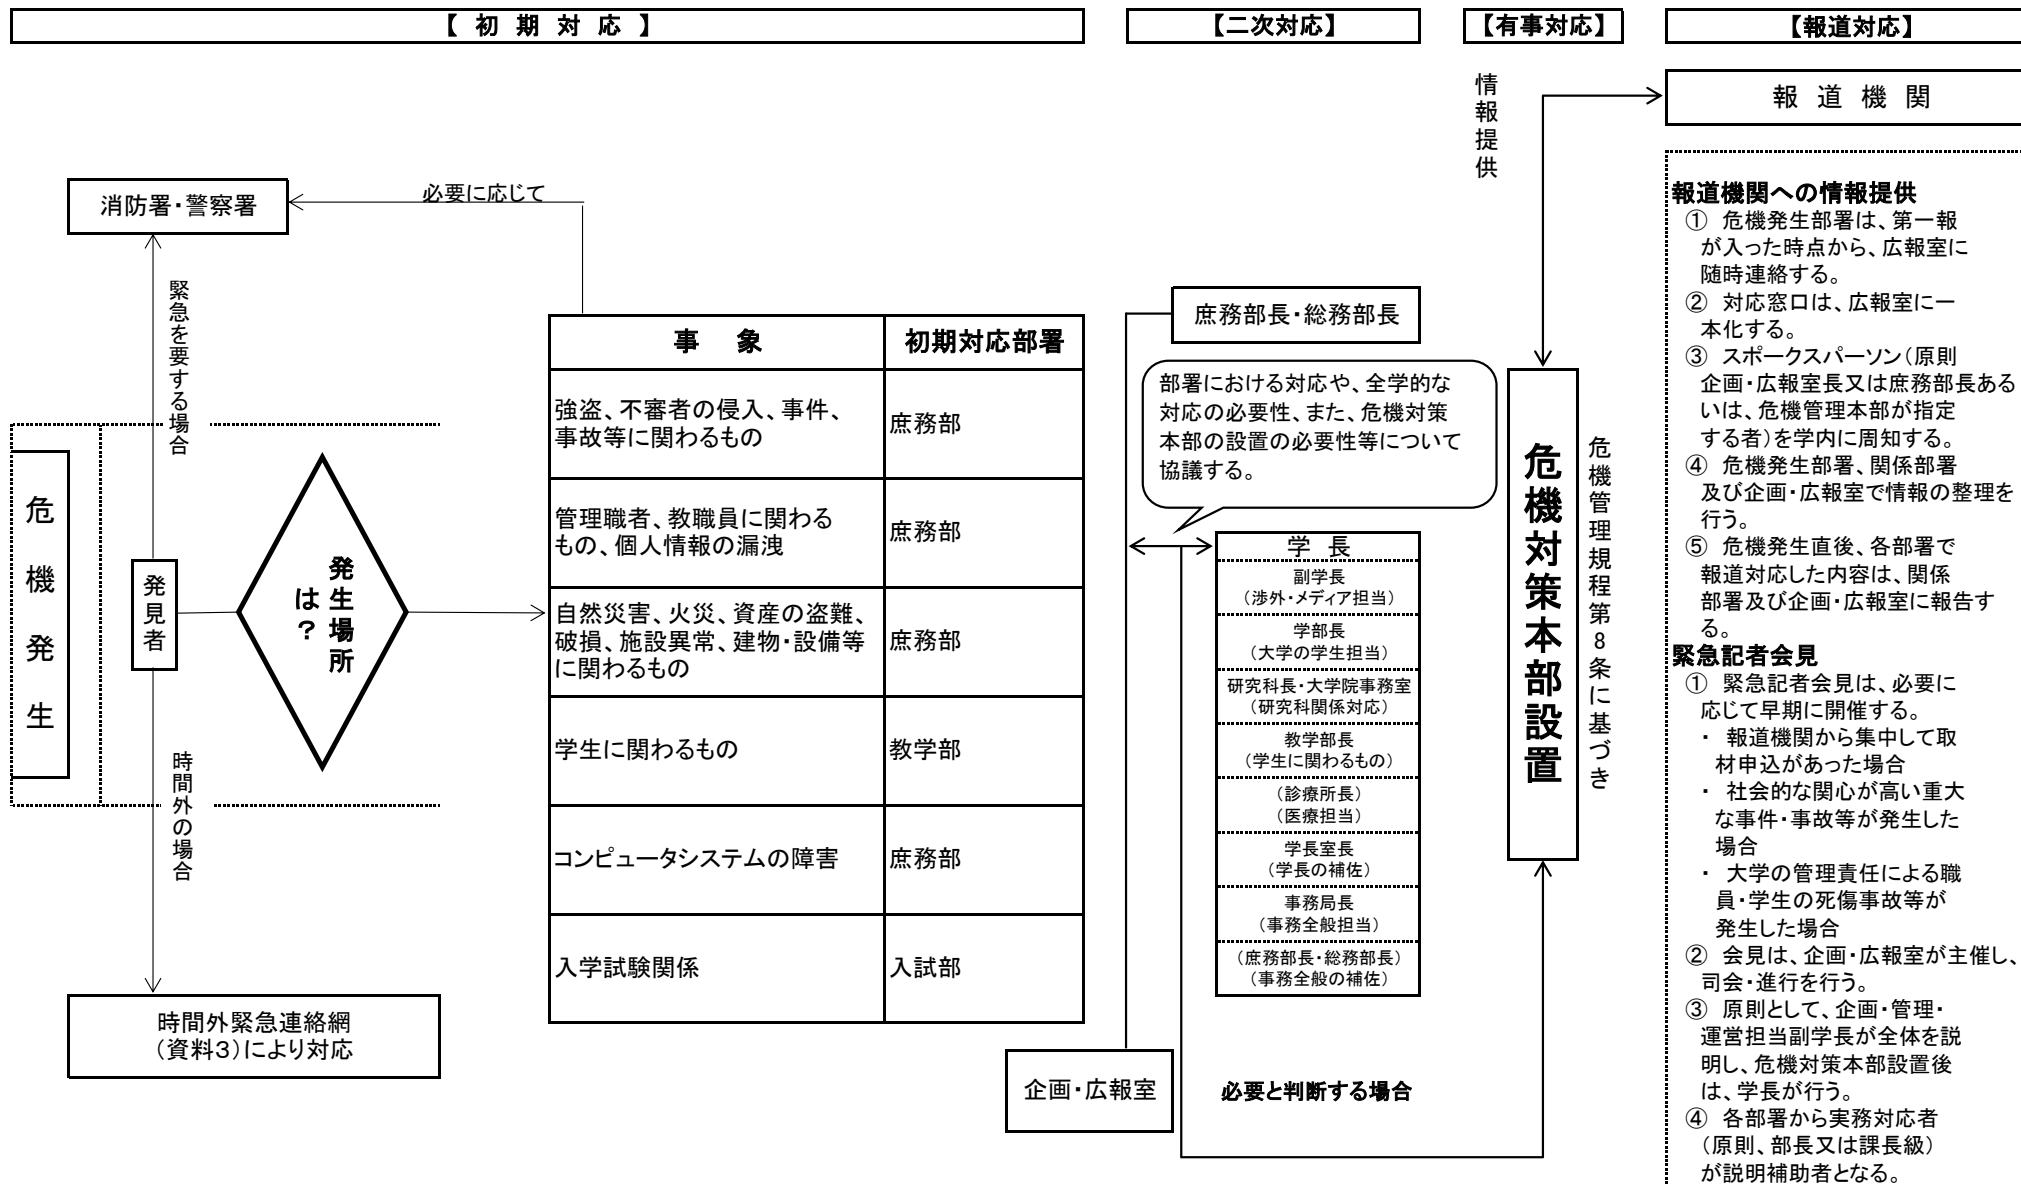 【 初 期 対 応 】
【二次対応】
【有事対応】
【報道対応】
消防署・警察署
必要に応じて
緊急を要する場合
危機発生
発見者
発生場所
は？
時間外の場合
時間外緊急連絡網
（資料３）により対応
事 象
初期対応部署
強盗、不審者の侵入、事件、
事故等に関わるもの
庶務部
管理職者、教職員に関わる
もの、個人情報の漏洩
庶務部
自然災害、火災、資産の盗難、
破損、施設異常、建物・設備等
に関わるもの
庶務部
学生に関わるもの
教学部
コンピュータシステムの障害
庶務部
入学試験関係
入試部
庶務部長・総務部長
部署における対応や、全学的な
対応の必要性、また、危機対策
本部の設置の必要性等について
協議する。
学 長
副学長
（渉外・メディア担当）
学部長
（大学の学生担当）
研究科長・大学院事務室
（研究科関係対応）
教学部長
（学生に関わるもの）
（診療所長）
（医療担当）
学長室長
（学長の補佐）
事務局長
（事務全般担当）
（庶務部長・総務部長）
（事務全般の補佐）
企画・広報室
必要と判断する場合
情報提供
危機対策本部設置
危機管理規程第８条に基づき
報 道 機 関
報道機関への情報提供
① 危機発生部署は、第一報
が入った時点から、広報室に
随時連絡する。
② 対応窓口は、広報室に一
本化する。
③ スポークスパーソン（原則
企画・広報室長又は庶務部長ある
いは、危機管理本部が指定
する者）を学内に周知する。
④ 危機発生部署、関係部署
及び企画・広報室で情報の整理を
行う。
⑤ 危機発生直後、各部署で
報道対応した内容は、関係
部署及び企画・広報室に報告す
る。
緊急記者会見
① 緊急記者会見は、必要に
応じて早期に開催する。
・ 報道機関から集中して取
材申込があった場合
・ 社会的な関心が高い重大
な事件・事故等が発生した
場合
・ 大学の管理責任による職
員・学生の死傷事故等が
発生した場合
② 会見は、企画・広報室が主催し、
司会・進行を行う。
③ 原則として、企画・管理・
運営担当副学長が全体を説
明し、危機対策本部設置後
は、学長が行う。
④ 各部署から実務対応者
（原則、部長又は課長級）
が説明補助者となる。